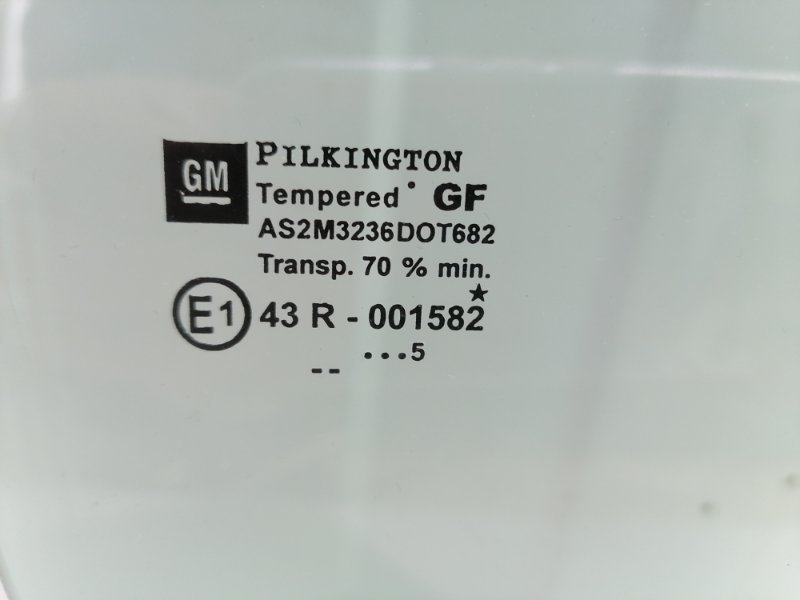 GM
PILKINGTON
Tempered • GF
AS2M3236DOT682
Transp. 70 % min.
E1 43 R - 001582 ★
...5
--